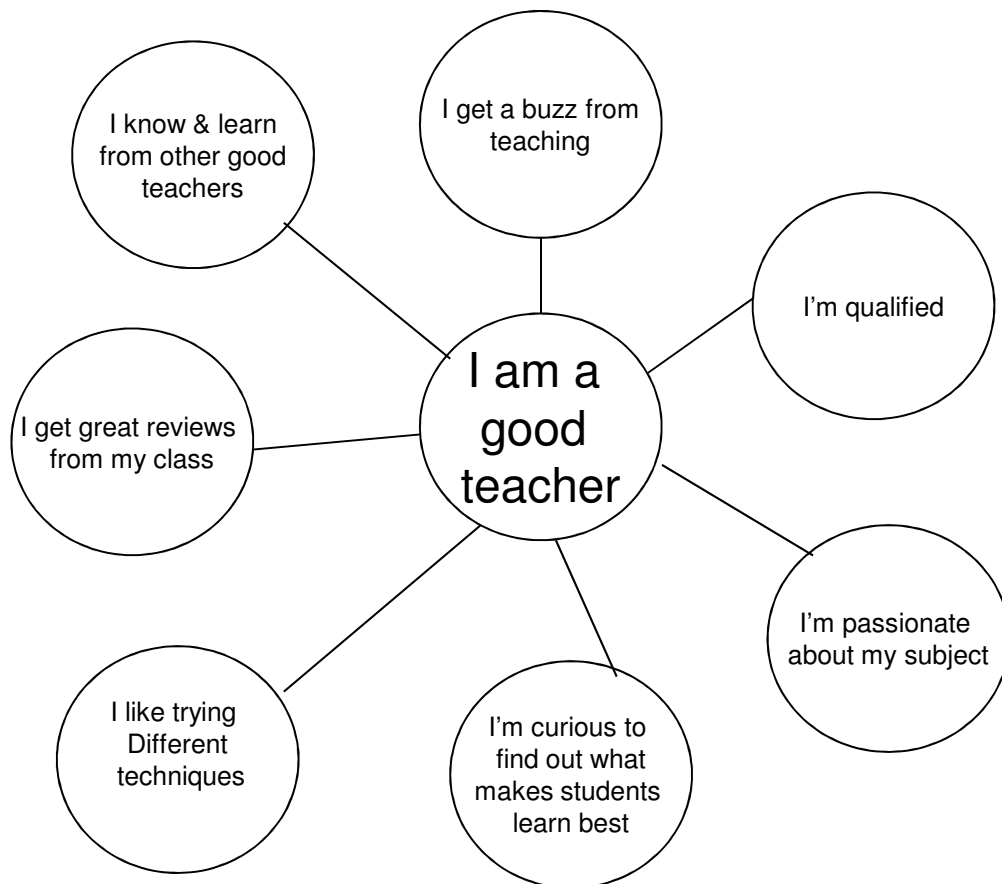 I know & learn
from other good
teachers
I get a buzz from
teaching
I’m qualified
I am a
good
teacher
I get great reviews
from my class
I’m passionate
about my subject
I like trying
Different
techniques
I’m curious to
find out what
makes students
learn best